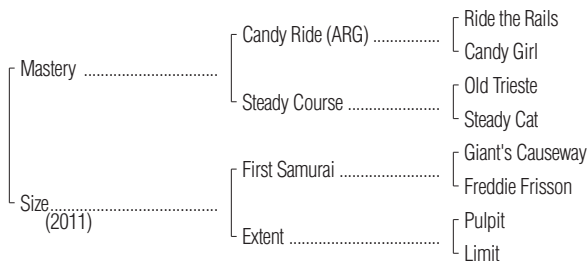 Ride the Rails
Candy Ride (ARG) ..................
Candy Girl
Mastery ......................................
Old Trieste
Steady Course .......................
Steady Cat
Giant's Causeway
First Samurai ...........................
Freddie Frisson
Size................................................
(2011)
Pulpit
Extent ........................................
Limit